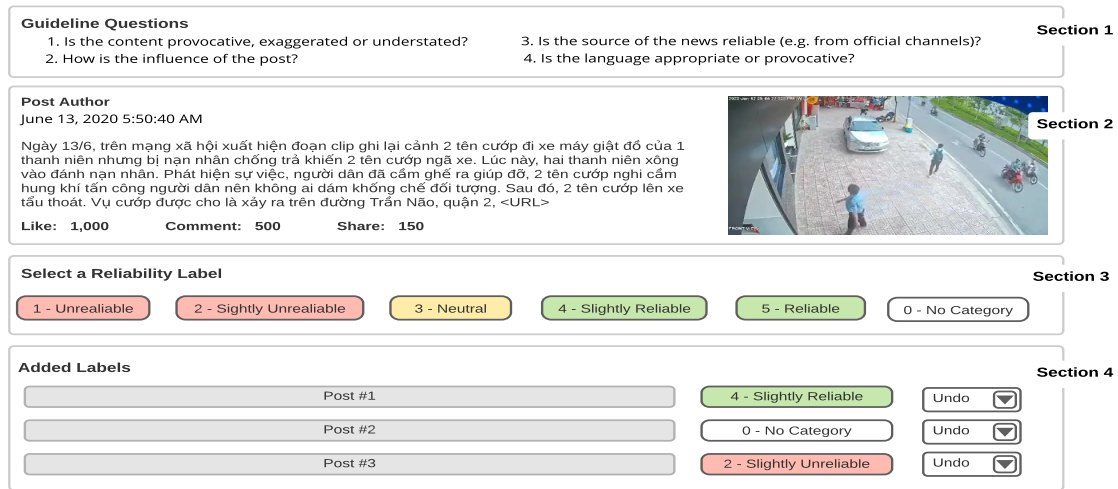 Guideline Questions
1. Is the content provocative, exaggerated or understated?
2. How is the influence of the post?
3. Is the source of the news reliable (e.g. from official channels)?
4. Is the language appropriate or provocative?
Section 1
Post Author
June 13, 2020 5:50:40 AM
Section 2
Ngày 13/6, trên mạng xã hội xuất hiện đoạn clip ghi lại cảnh 2 tên cướp đi xe máy giật đồ của 1
thanh niên nhưng bị nạn nhân chống trả khiến 2 tên cướp ngã xe. Lúc này, hai thanh niên xông
vào đánh nạn nhân. Phát hiện sự việc, người dân đã cầm ghế ra giúp đỡ, 2 tên cướp nghi cầm
hung khí tấn công người dân nên không ai dám khống chế đối tượng. Sau đó, 2 tên cướp lên xe
tẩu thoát. Vụ cướp được cho là xảy ra trên đường Trần Não, quận 2, <URL>
Like: 1,000 Comment: 500 Share: 150
Select a Reliability Label
Section 3
1 - Unrealiable 2 - Sightly Unrealiable 3 - Neutral 4 - Slightly Reliable 5 - Reliable 0 - No Category
Added Labels
Section 4
Post #1 4 - Slightly Reliable Undo
Post #2 0 - No Category Undo
Post #3 2 - Slightly Unreliable Undo